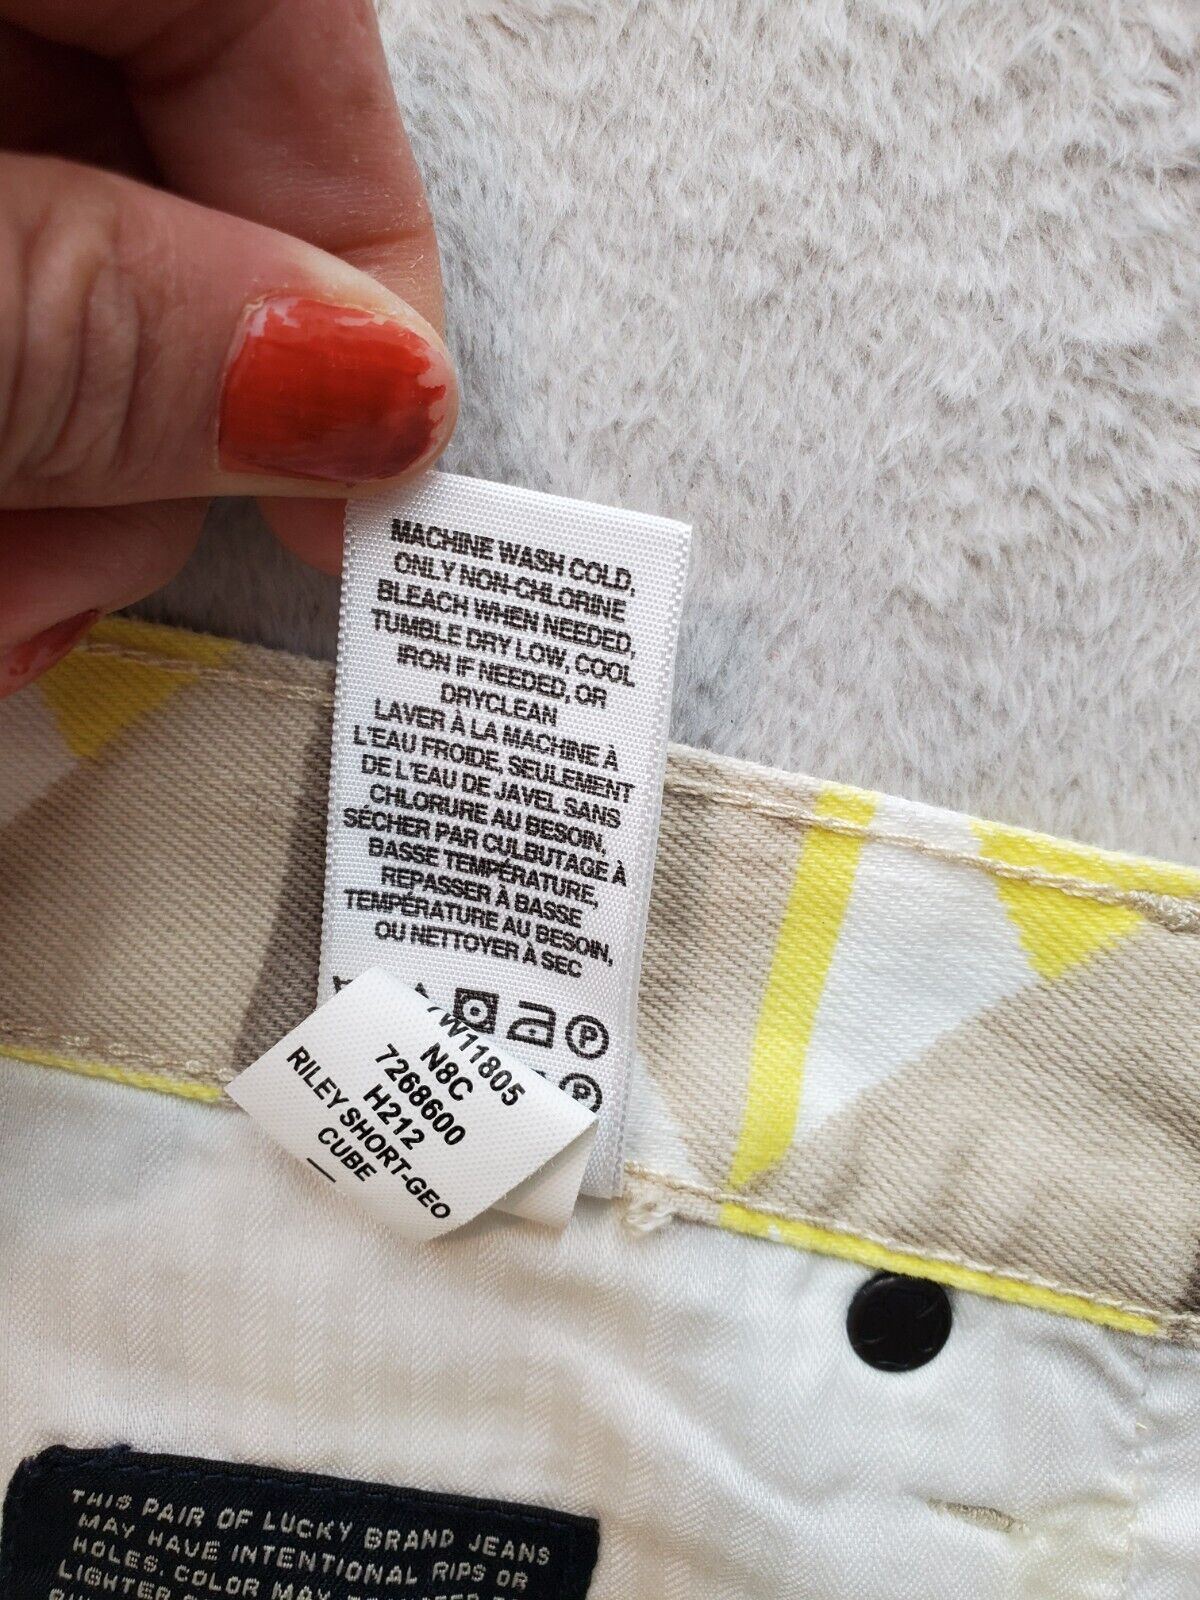 MACHINE WASH COLD,
ONLY NON-CHLORINE
BLEACH WHEN NEEDED,
TUMBLE DRY LOW, COOL
IRON IF NEEDED, OR
DRYCLEAN
LAVER À LA MACHINE À
L'EAU FROIDE, SEULEMENT
DE L'EAU DE JAVEL SANS
CHLORURE AU BESOIN,
SÉCHER PAR CULBUTAGE À
BASSE TEMPÉRATURE,
REPASSER À BASSE
TEMPÉRATURE AU BESOIN,
OU NETTOYER À SEC
P
7W11805
N8C
7268600
H212
RILEY SHORT-GEO
CUBE
THIS PAIR OF LUCKY BRAND JEANS
MAY HAVE INTENTIONAL RIPS OR
HOLES. COLOR MAY
LIGHTER